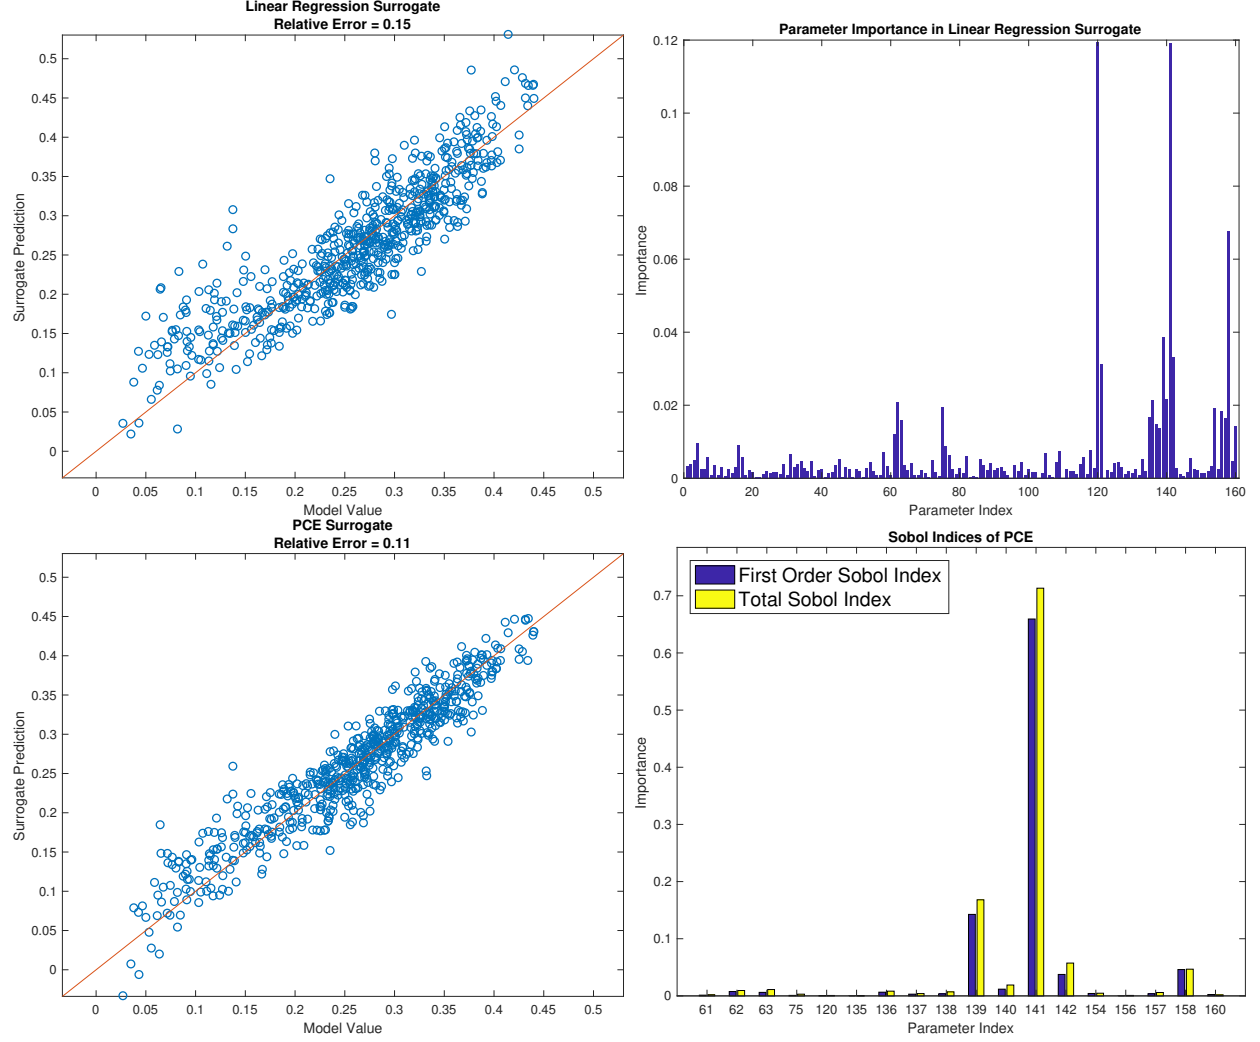 Linear Regression Surrogate
Relative Error = 0.15
0.5
0.45
0.4
0.35
0.3
0.25
0.2
0.15
0.1
0.05
0
Surrogate Prediction
0 0.05 0.1 0.15 0.2 0.25 0.3 0.35 0.4 0.45 0.5
Model Value
Parameter Importance in Linear Regression Surrogate
0.12
0.1
0.08
0.06
0.04
0.02
0
Importance
0 20 40 60 80 100 120 140 160
Parameter Index
PCE Surrogate
Relative Error = 0.11
0.5
0.45
0.4
0.35
0.3
0.25
0.2
0.15
0.1
0.05
0
Surrogate Prediction
0 0.05 0.1 0.15 0.2 0.25 0.3 0.35 0.4 0.45 0.5
Model Value
Sobol Indices of PCE
First Order Sobol Index
Total Sobol Index
0.7
0.6
0.5
0.4
0.3
0.2
0.1
0
Importance
61 62 63 75 120 135 136 137 138 139 140 141 142 154 156 157 158 160
Parameter Index